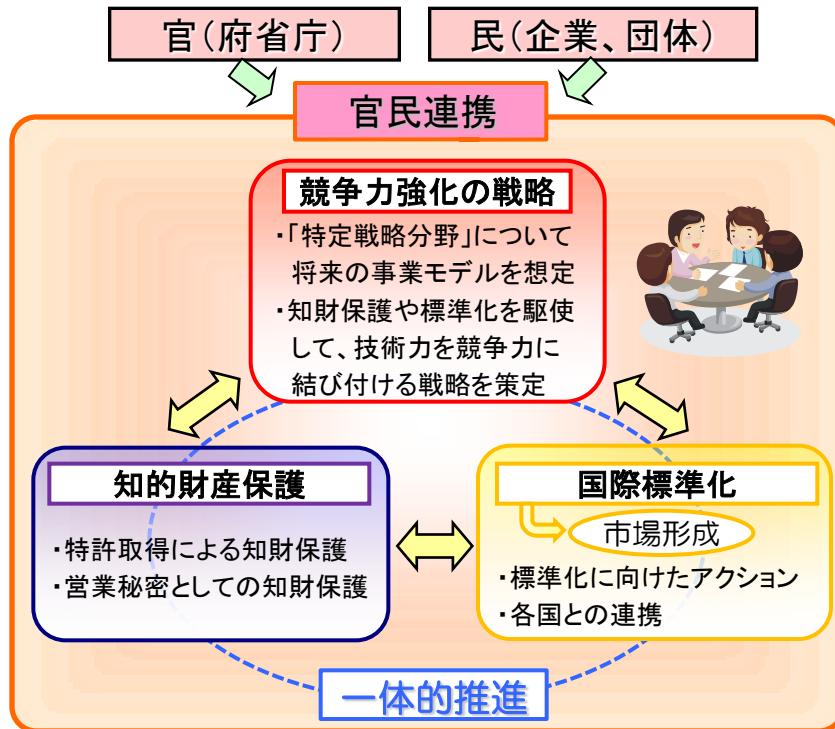 官(府省庁)
民(企業、団体)
官民連携
競争力強化の戦略
・「特定戦略分野」について
将来の事業モデルを想定
・知財保護や標準化を駆使
して、技術力を競争力に
結び付ける戦略を策定
知的財産保護
・特許取得による知財保護
・営業秘密としての知財保護
国際標準化
市場形成
・標準化に向けたアクション
・各国との連携
一体的推進